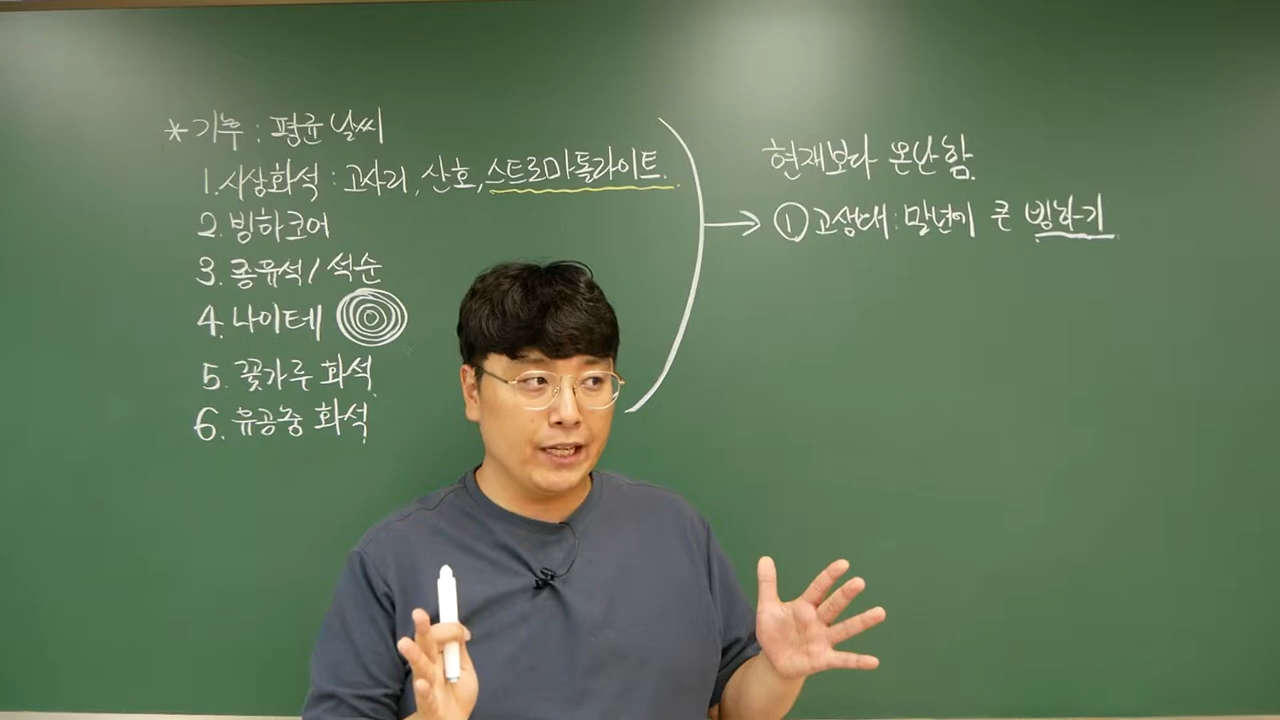 * 기후 : 평균 날씨
1. 시상화석 : 고사리, 산호, 스트로마톨라이트.
2. 빙하코어
3. 종유석 / 석순
4. 나이테
5. 꽃가루 화석.
6. 유공충 화석.
현재보다 온난함.
→ ① 고생대 : 말년에 큰 빙하기